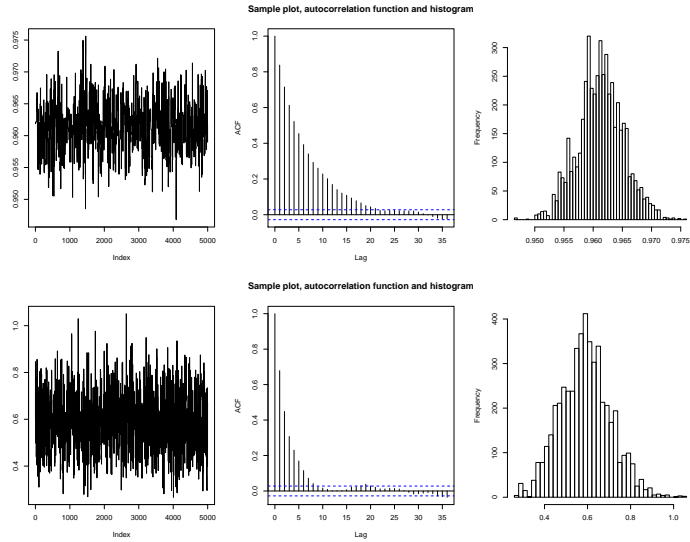 Sample plot, autocorrelation function and histogram
0.950 0.955 0.960 0.965 0.970 0.975
0 1000 2000 3000 4000 5000
Index
ACF
0.0 0.2 0.4 0.6 0.8 1.0
0 5 10 15 20 25 30 35
Lag
Frequency
0 50 100 150 200 250 300
0.950 0.955 0.960 0.965 0.970 0.975
Sample plot, autocorrelation function and histogram
0.4 0.6 0.8 1.0
0 1000 2000 3000 4000 5000
Index
ACF
0.0 0.2 0.4 0.6 0.8 1.0
0 5 10 15 20 25 30 35
Lag
Frequency
0 100 200 300 400
0.4 0.6 0.8 1.0